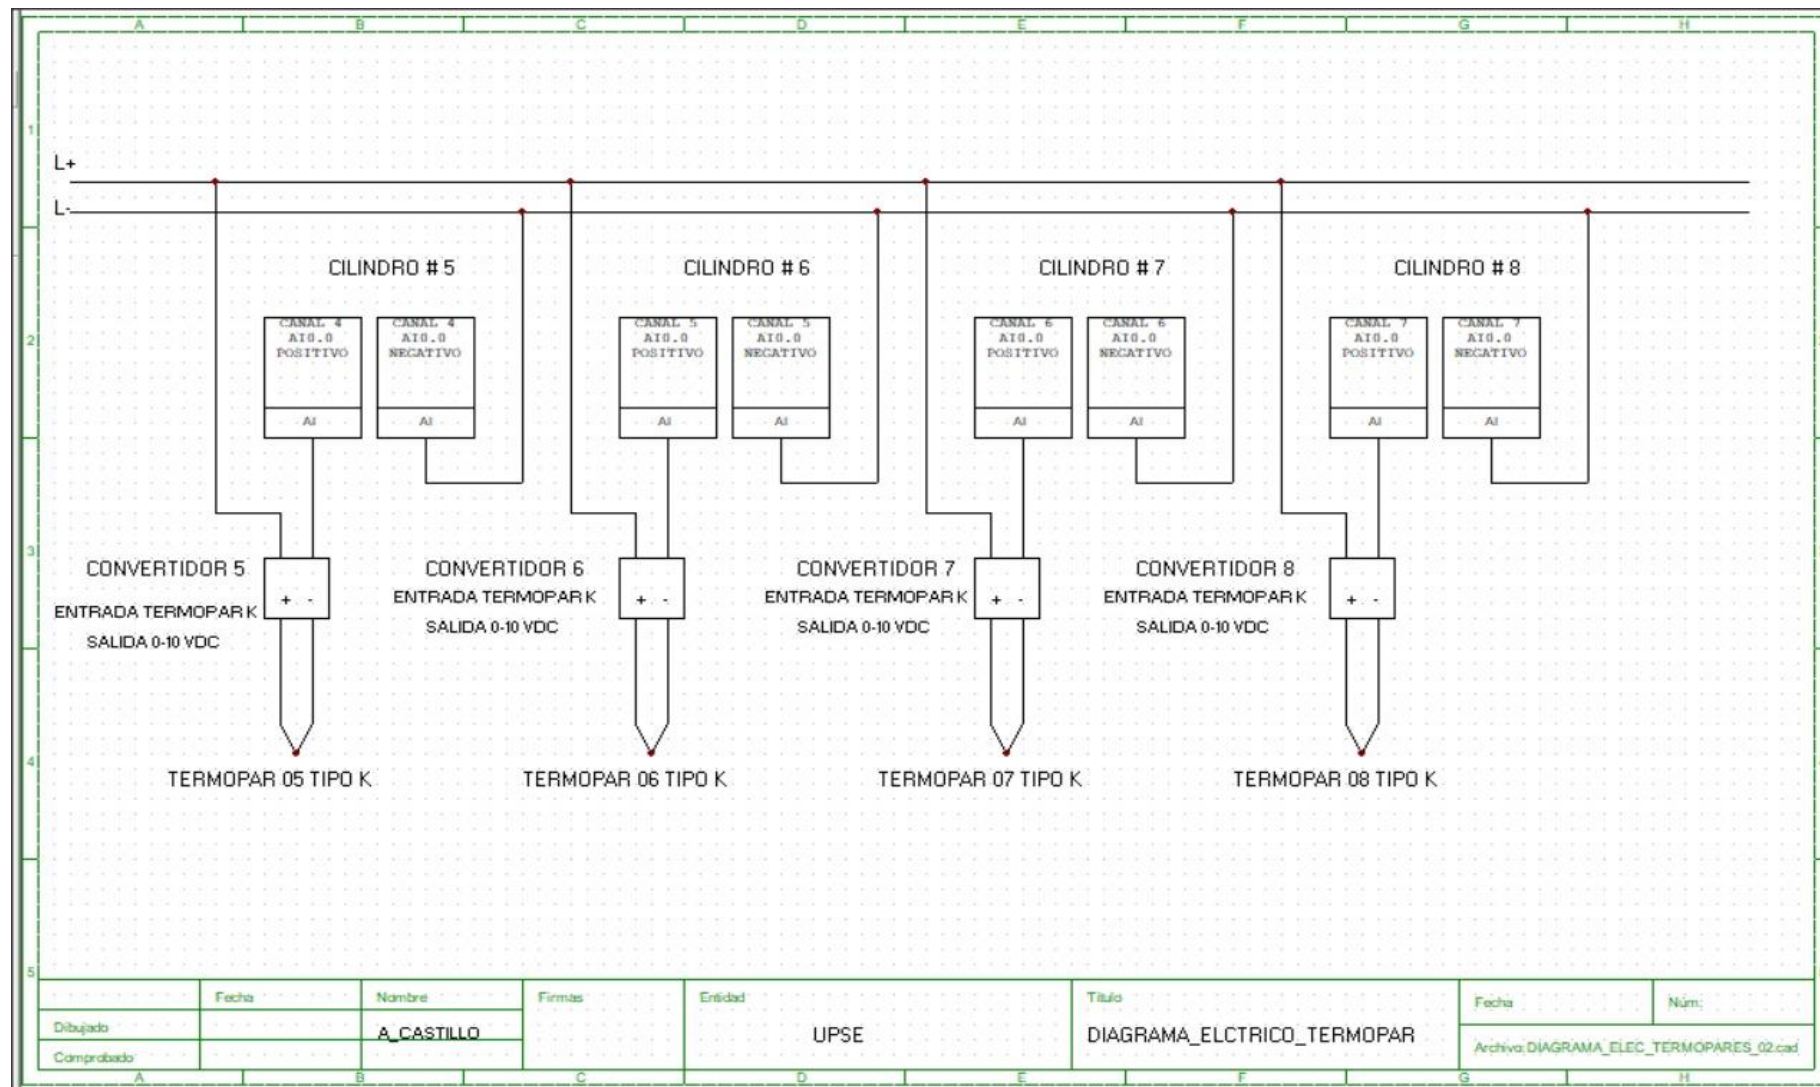 A B C D E F G H
1
L+
L-
CILINDRO # 5 CILINDRO # 6 CILINDRO # 7 CILINDRO # 8
2
CANAL 4 CANAL 4 CANAL 5 CANAL 5 CANAL 6 CANAL 6 CANAL 7 CANAL 7
AI0.0 AI0.0 AI0.0 AI0.0 AI0.0 AI0.0 AI0.0 AI0.0
POSITIVO NEGATIVO POSITIVO NEGATIVO POSITIVO NEGATIVO POSITIVO NEGATIVO
AI AI AI AI AI AI AI AI
3
CONVERTIDOR 5
ENTRADA TERMOPAR K
SALIDA 0-10 VDC
+ -
CONVERTIDOR 6
ENTRADA TERMOPAR K
SALIDA 0-10 VDC
+ -
CONVERTIDOR 7
ENTRADA TERMOPAR K
SALIDA 0-10 VDC
+ -
CONVERTIDOR 8
ENTRADA TERMOPAR K
SALIDA 0-10 VDC
+ -
4
TERMOPAR 05 TIPO K TERMOPAR 06 TIPO K TERMOPAR 07 TIPO K TERMOPAR 08 TIPO K
5
Fecha Nombre Firmas Entidad Título Fecha Núm:
Dibujado A_CASTILLO UPSE DIAGRAMA_ELCTRICO_TERMOPAR
Comprobado Archivo: DIAGRAMA_ELEC_TERMOPARES_02.cad
A B C D E F G H